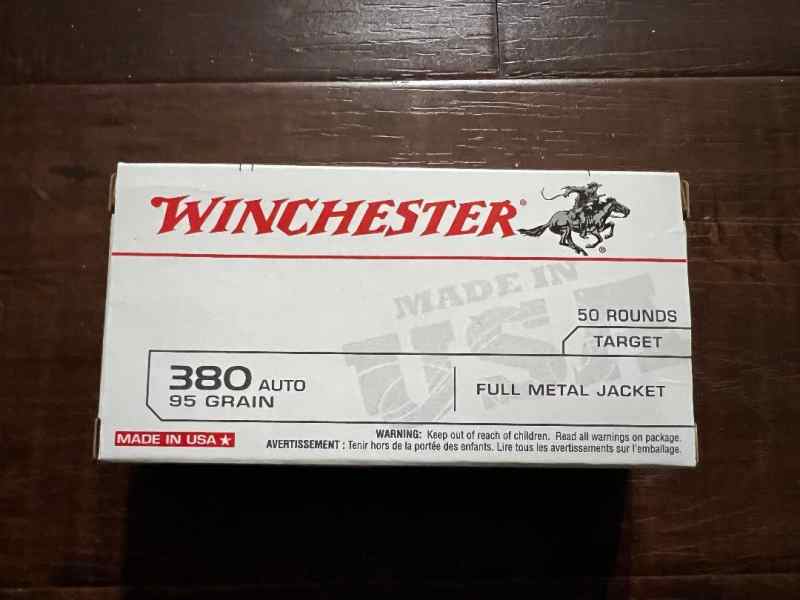 WINCHESTER®
®
MADE IN
USA
50 ROUNDS
TARGET
380 AUTO
95 GRAIN
FULL METAL JACKET
MADE IN USA★
WARNING: Keep out of reach of children. Read all warnings on package.
AVERTISSEMENT : Tenir hors de la portée des enfants. Lire tous les avertissements sur l'emballage.